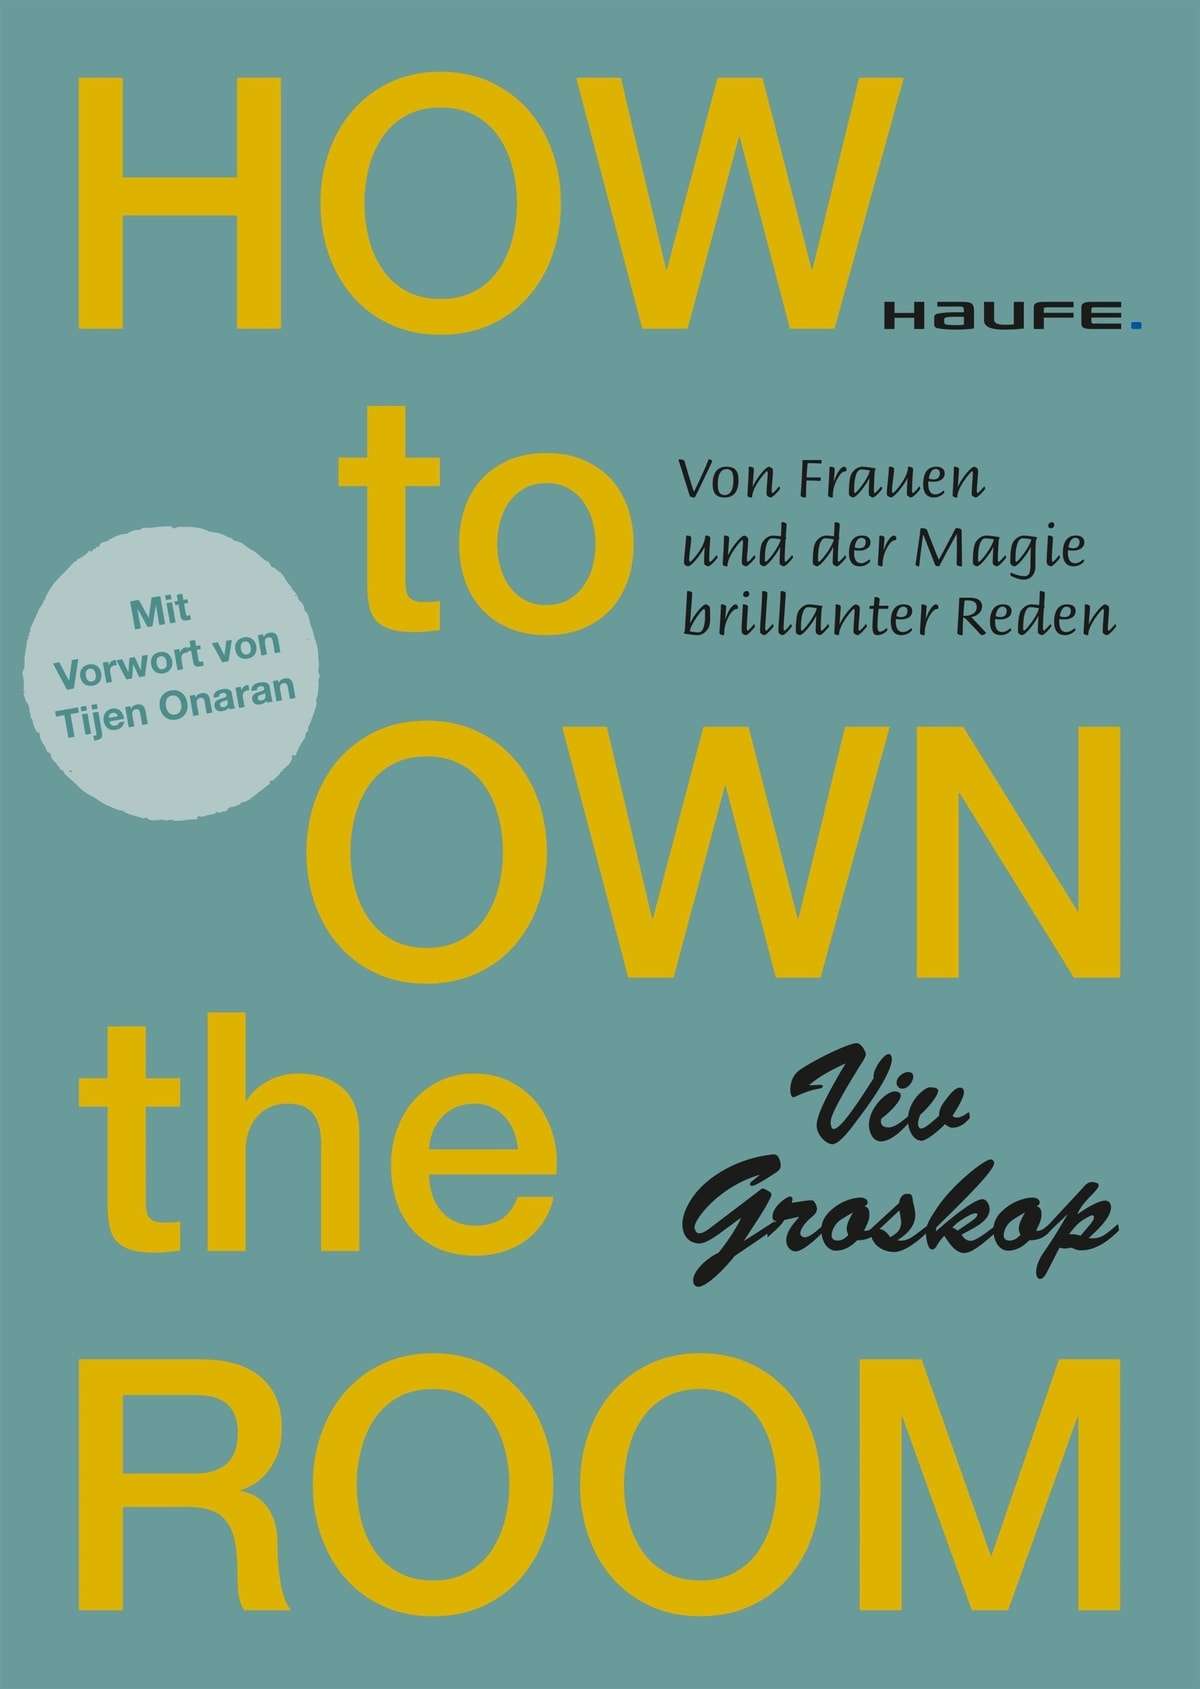 HOW
HAUFE.
to
Von Frauen
und der Magie
brillanter Reden
Mit
Vorwort von
Tijen Onaran
OWN
the
Viv
Groskop
ROOM